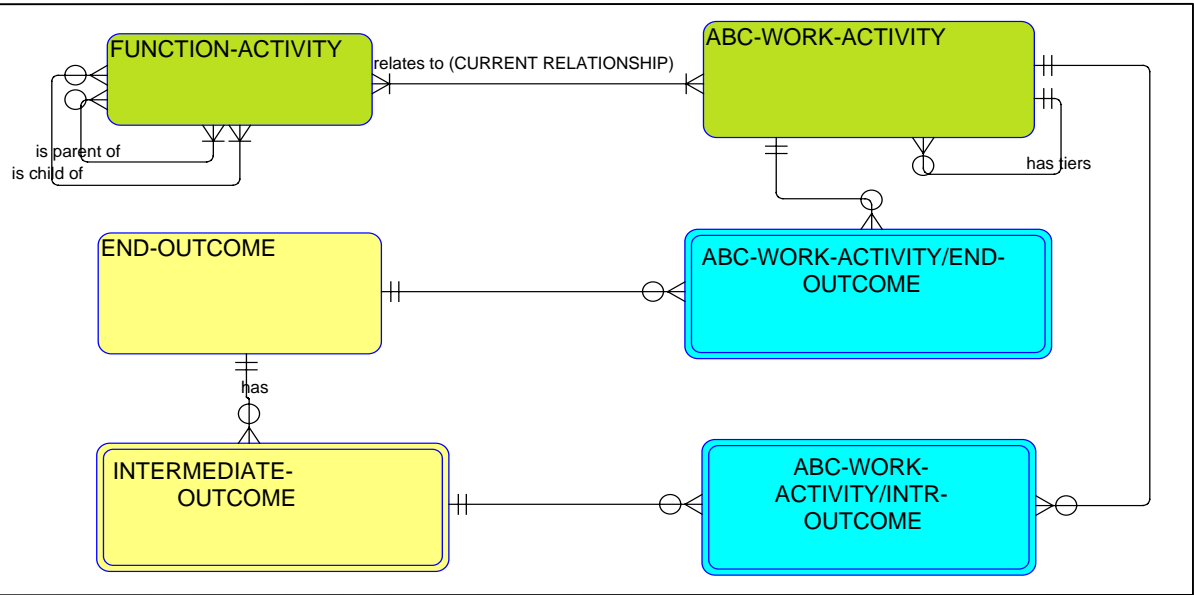 FUNCTION-ACTIVITY
ABC-WORK-ACTIVITY
relates to (CURRENT RELATIONSHIP)
is parent of
is child of
has tiers
END-OUTCOME
ABC-WORK-ACTIVITY/END-
OUTCOME
has
INTERMEDIATE-
OUTCOME
ABC-WORK-
ACTIVITY/INTR-
OUTCOME